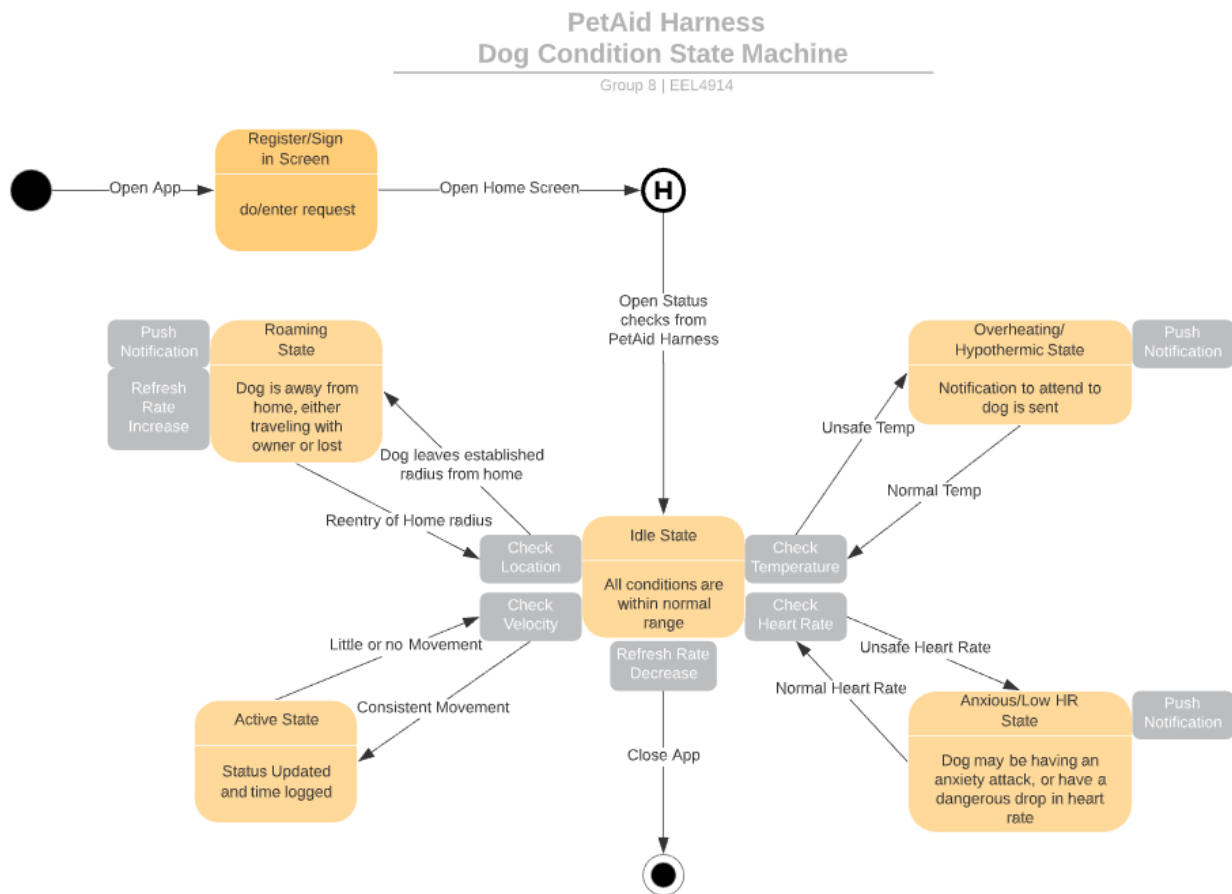 PetAid Harness
Dog Condition State Machine
Group 8 | EEL4914
Register/Sign
in Screen
do/enter request
Open App
Open Home Screen
H
Open Status
checks from
PetAid Harness
Push
Notification
Refresh
Rate
Increase
Roaming
State
Dog is away from
home, either
traveling with
owner or lost
Dog leaves established
radius from home
Reentry of Home radius
Overheating/
Hypothermic State
Notification to attend to
dog is sent
Push
Notification
Unsafe Temp
Normal Temp
Check
Location
Check
Velocity
Idle State
All conditions are
within normal
range
Refresh Rate
Decrease
Check
Temperature
Check
Heart Rate
Little or no Movement
Consistent Movement
Unsafe Heart Rate
Normal Heart Rate
Active State
Status Updated
and time logged
Close App
Anxious/Low HR
State
Dog may be having an
anxiety attack, or have a
dangerous drop in heart
rate
Push
Notification